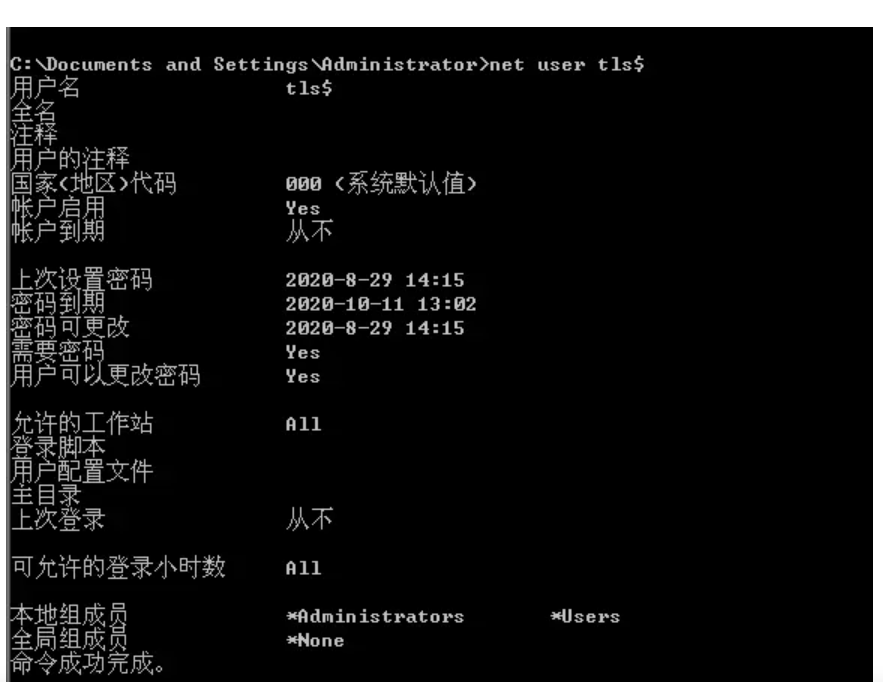 C:\Documents and Settings\Administrator>net user tls$
用户名 tls$
全名
注释
用户的注释
国家(地区)代码 000 (系统默认值)
帐户启用 Yes
帐户到期 从不
上次设置密码 2020-8-29 14:15
密码到期 2020-10-11 13:02
密码可更改 2020-8-29 14:15
需要密码 Yes
用户可以更改密码 Yes
允许的工作站 All
登录脚本
用户配置文件
主目录
上次登录 从不
可允许的登录小时数 All
本地组成员 *Administrators *Users
全局组成员 *None
命令成功完成。